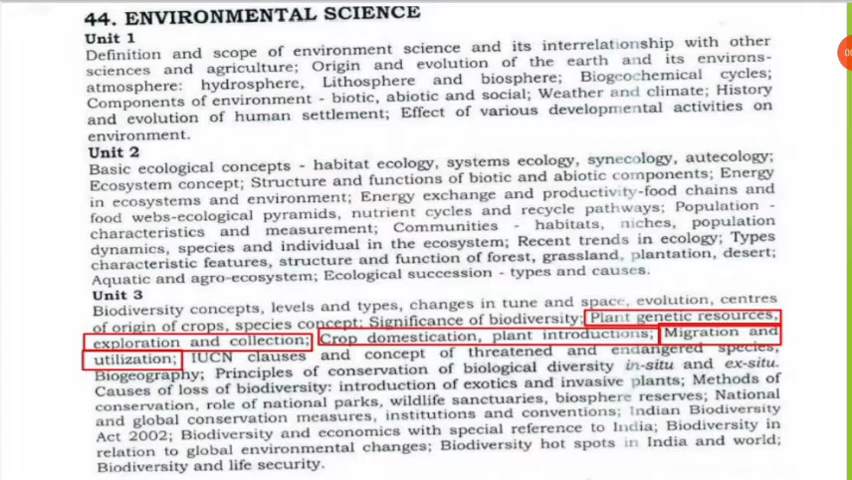 44. ENVIRONMENTAL SCIENCE
Unit 1
Definition and scope of environment science and its interrelationship with other
sciences and agriculture; Origin and evolution of the earth and its environs-
atmosphere: hydrosphere, Lithosphere and biosphere; Biogeochemical cycles;
Components of environment - biotic, abiotic and social; Weather and climate; History
and evolution of human settlement; Effect of various developmental activities on
environment.
Unit 2
Basic ecological concepts - habitat ecology, systems ecology, synecology, autecology;
Ecosystem concept; Structure and functions of biotic and abiotic components; Energy
in ecosystems and environment; Energy exchange and productivity-food chains and
food webs-ecological pyramids, nutrient cycles and recycle pathways; Population -
characteristics and measurement; Communities - habitats, niches, population
dynamics, species and individual in the ecosystem; Recent trends in ecology; Types
characteristic features, structure and function of forest, grassland, plantation, desert;
Aquatic and agro-ecosystem; Ecological succession - types and causes.
Unit 3
Biodiversity concepts, levels and types, changes in tune and space, evolution, centres
of origin of crops, species concept; Significance of biodiversity; Plant genetic resources,
exploration and collection; Crop domestication, plant introductions; Migration and
utilization; IUCN clauses and concept of threatened and endangered species,
Biogeography; Principles of conservation of biological diversity in-situ and ex-situ.
Causes of loss of biodiversity: introduction of exotics and invasive plants; Methods of
conservation, role of national parks, wildlife sanctuaries, biosphere reserves; National
and global conservation measures, institutions and conventions; Indian Biodiversity
Act 2002; Biodiversity and economics with special reference to India; Biodiversity in
relation to global environmental changes; Biodiversity hot spots in India and world;
Biodiversity and life security.